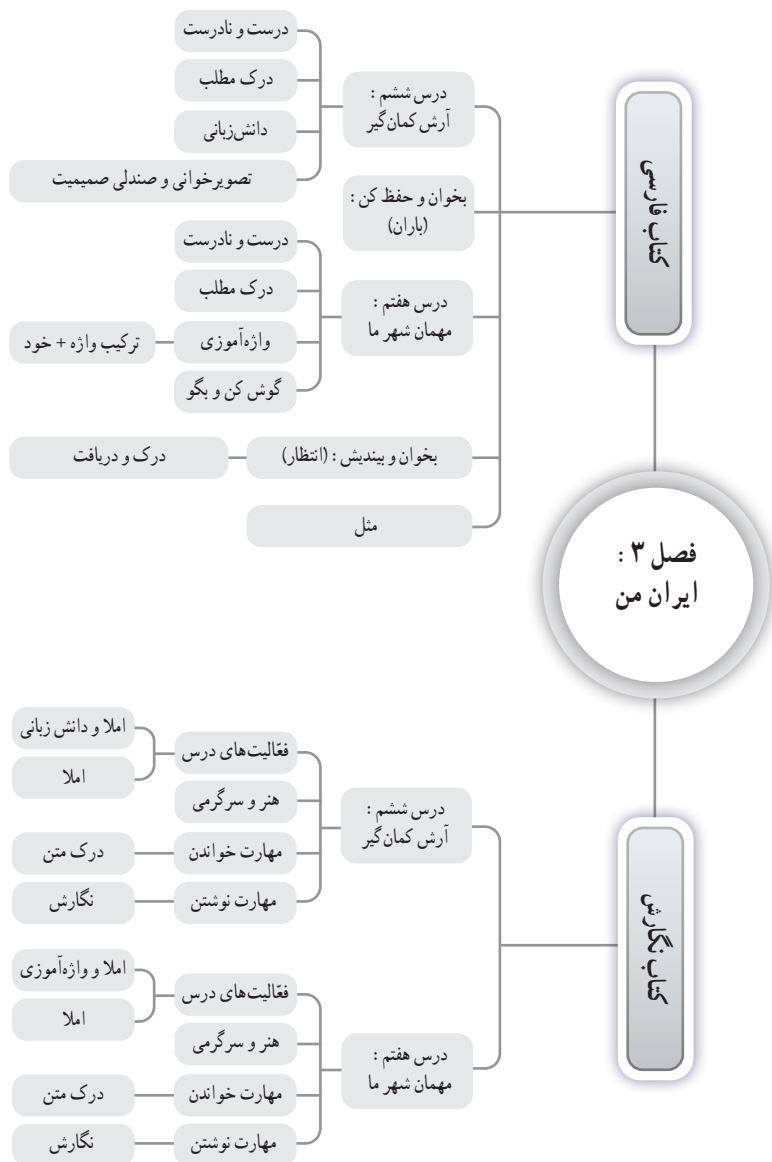 فصل ۳ :
ایران من
کتاب فارسی
درس ششم :
آرش کمان‌گیر
درست و نادرست
درک مطلب
دانش‌زبانی
تصویرخوانی و صندلی صمیمیت
بخوان و حفظ کن :
(باران)
درس هفتم :
مهمان شهر ما
درست و نادرست
درک مطلب
واژه‌آموزی
ترکیب واژه + خود
گوش کن و بگو
بخوان و بیندیش : (انتظار)
درک و دریافت
مثل
کتاب نگارش
درس ششم :
آرش کمان‌گیر
فعّالیت‌های درس
املا و دانش زبانی
املا
هنر و سرگرمی
مهارت خواندن
درک متن
مهارت نوشتن
نگارش
درس هفتم :
مهمان شهر ما
فعّالیت‌های درس
املا و واژه‌آموزی
املا
هنر و سرگرمی
مهارت خواندن
درک متن
مهارت نوشتن
نگارش